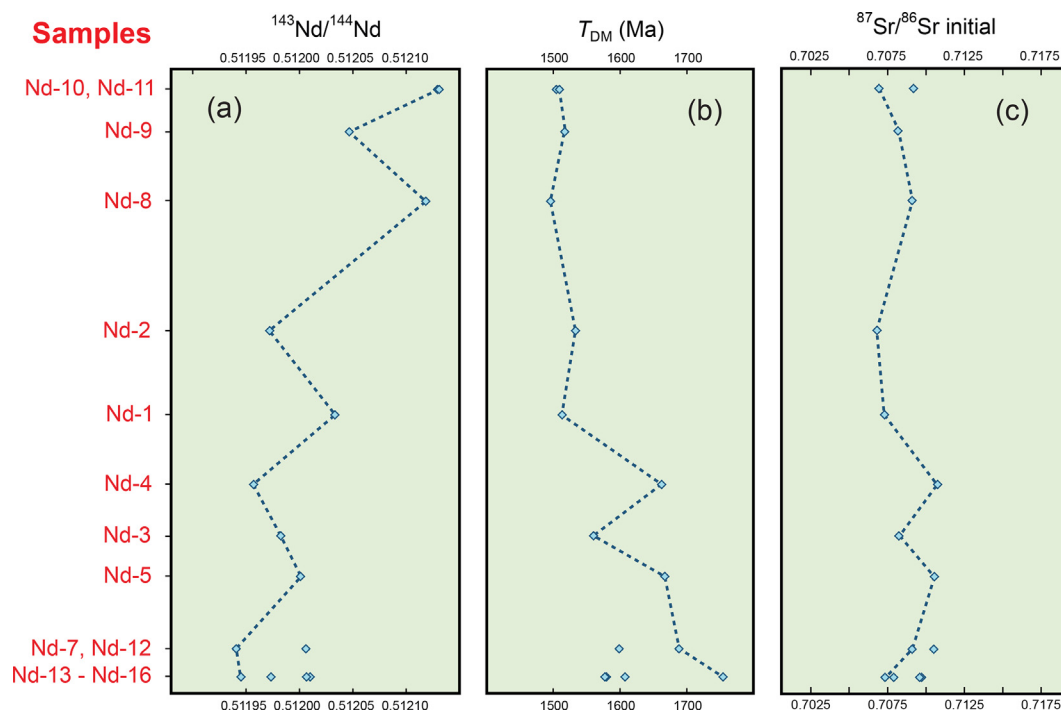 Samples
143Nd/144Nd
TDM (Ma)
87Sr/86Sr initial
0.51195 0.51200 0.51205 0.51210
1500 1600 1700
0.7025 0.7075 0.7125 0.7175
(a)
(b)
(c)
Nd-10, Nd-11
Nd-9
Nd-8
Nd-2
Nd-1
Nd-4
Nd-3
Nd-5
Nd-7, Nd-12
Nd-13 - Nd-16
0.51195 0.51200 0.51205 0.51210
1500 1600 1700
0.7025 0.7075 0.7125 0.7175